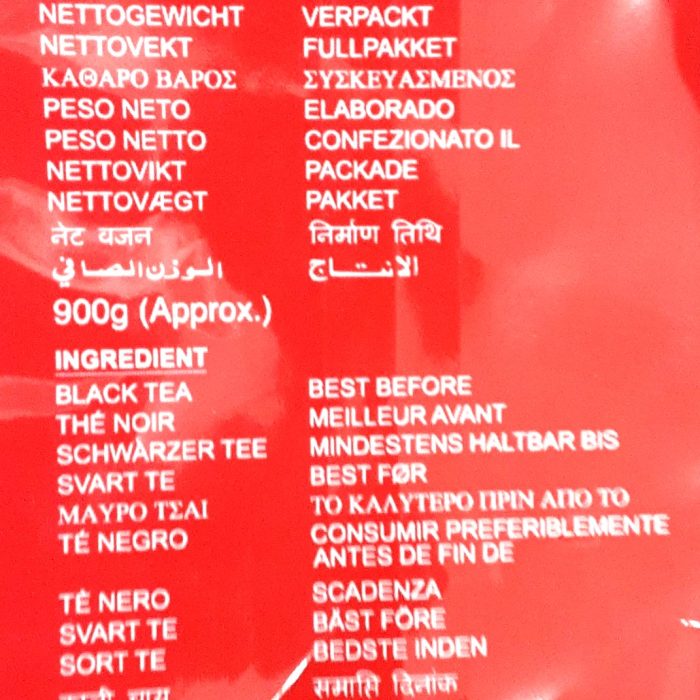 NETTOGEWICHT VERPACKT
NETTOVEKT FULLPAKKET
ΚΑΘΑΡΟ ΒΑΡΟΣ ΣΥΣΚΕΥΑΣΜΕΝΟΣ
PESO NETO ELABORADO
PESO NETTO CONFEZIONATO IL
NETTOVIKT PACKADE
NETTOVÆGT PAKKET
नेट वजन निर्माण तिथि
الوزن الصافي الانتاج
900g (Approx.)
INGREDIENT
BLACK TEA BEST BEFORE
THÉ NOIR MEILLEUR AVANT
SCHWÀRZER TEE MINDESTENS HALTBAR BIS
SVART TE BEST FØR
ΜΑΥΡΟ ΤΣΑΙ ΤΟ ΚΑΛΥΤΕΡΟ ΠΡΙΝ ΑΠΟ ΤΟ
TÉ NEGRO CONSUMIR PREFERIBLEMENTE
ANTES DE FIN DE
TÉ NERO SCADENZA
SVART TE BÄST FÖRE
SORT TE BEDSTE INDEN
समाप्ति दिनांक